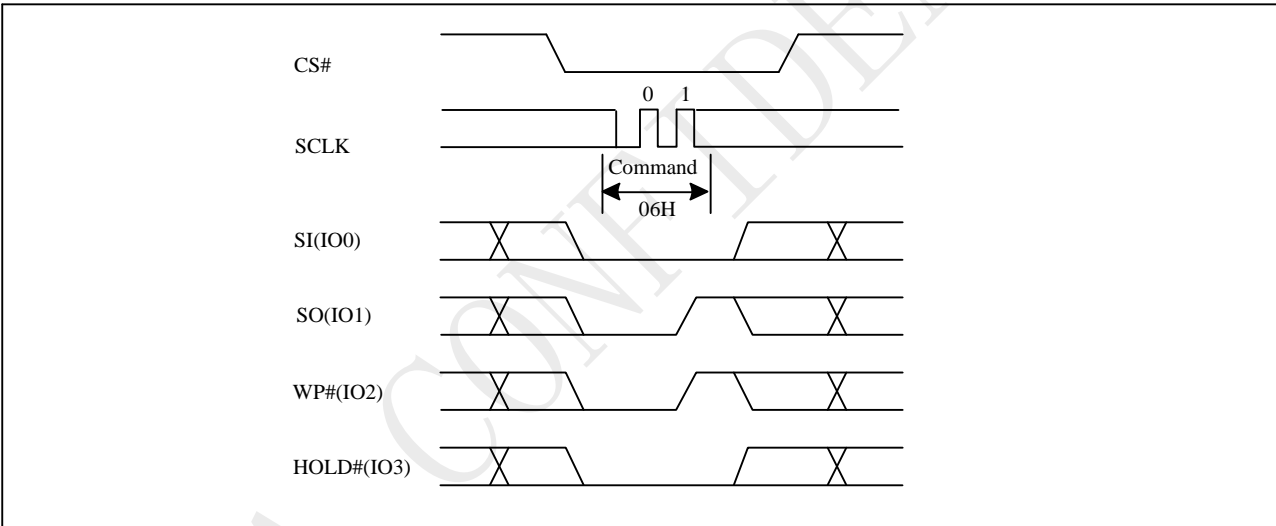 CS#
0 1
SCLK
Command
06H
SI(IO0)
SO(IO1)
WP#(IO2)
HOLD#(IO3)